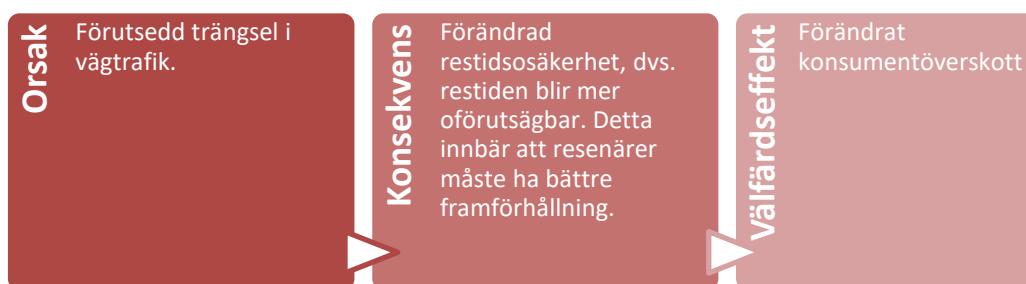 Orsak
Förutsedd trängsel i
vägtrafik.
Konsekvens
Förändrad
restidsosäkerhet, dvs.
restiden blir mer
oförutsägbar. Detta
innbär att resenärer
måste ha bättre
framförhållning.
Välfärdseffekt
Förändrat
konsumentöverskott